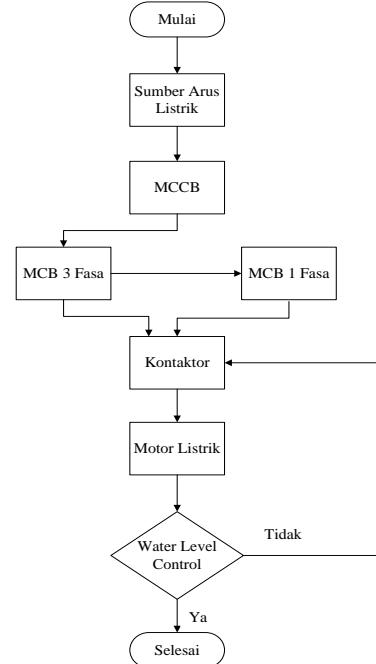 Mulai
Sumber Arus
Listrik
MCCB
MCB 3 Fasa
MCB 1 Fasa
Kontaktor
Motor Listrik
Water Level
Control
Tidak
Ya
Selesai